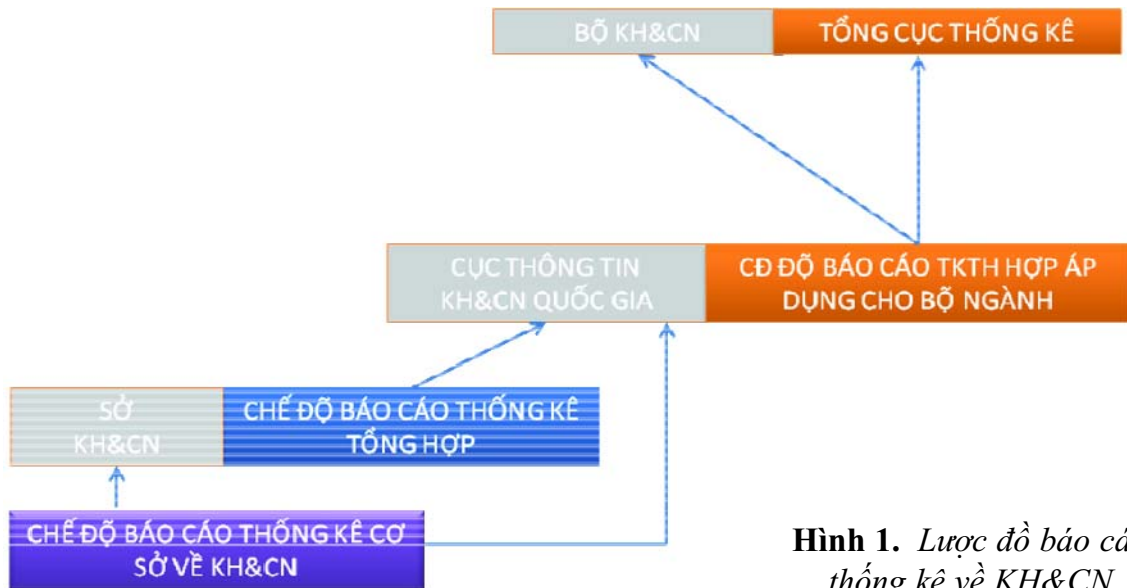 BỘ KH&CN
TỔNG CỤC THỐNG KÊ
CỤC THÔNG TIN
KH&CN QUỐC GIA
CĐ ĐỘ BÁO CÁO TKTH HỢP ÁP
DỤNG CHO BỘ NGÀNH
SỞ
KH&CN
CHẾ ĐỘ BÁO CÁO THỐNG KÊ
TỔNG HỢP
CHẾ ĐỘ BÁO CÁO THỐNG KÊ CƠ
SỞ VỀ KH&CN
Hình 1. Lược đồ báo cá
thống kê về KH&CN